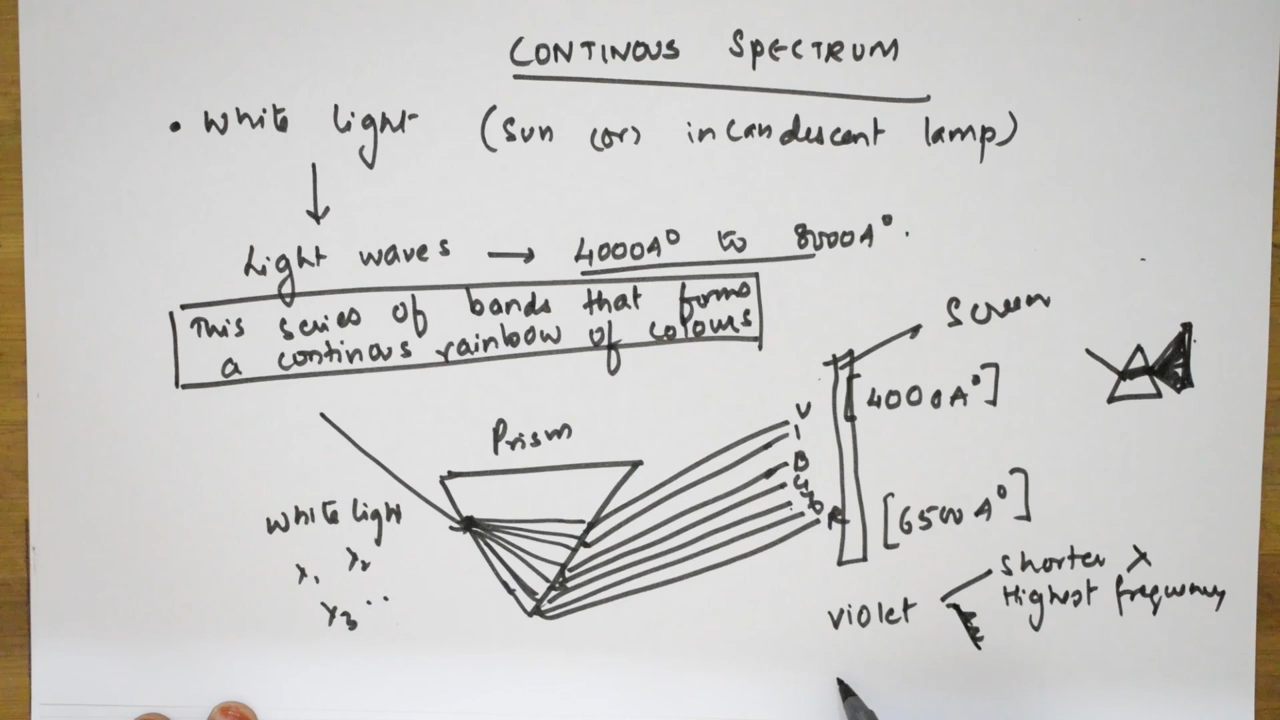 CONTINOUS SPECTRUM
• White light (Sun (or) incandescent lamp)
Light waves → 4000A° to 8000A°.
This series of bands that forms
a continous rainbow of colours
Screen
[4000A°]
Prism
V
I
B
G
Y
O
R
[6500A°]
White light
λ1 λ2
λ3 ..
Violet
Shorter λ
Highest frequency